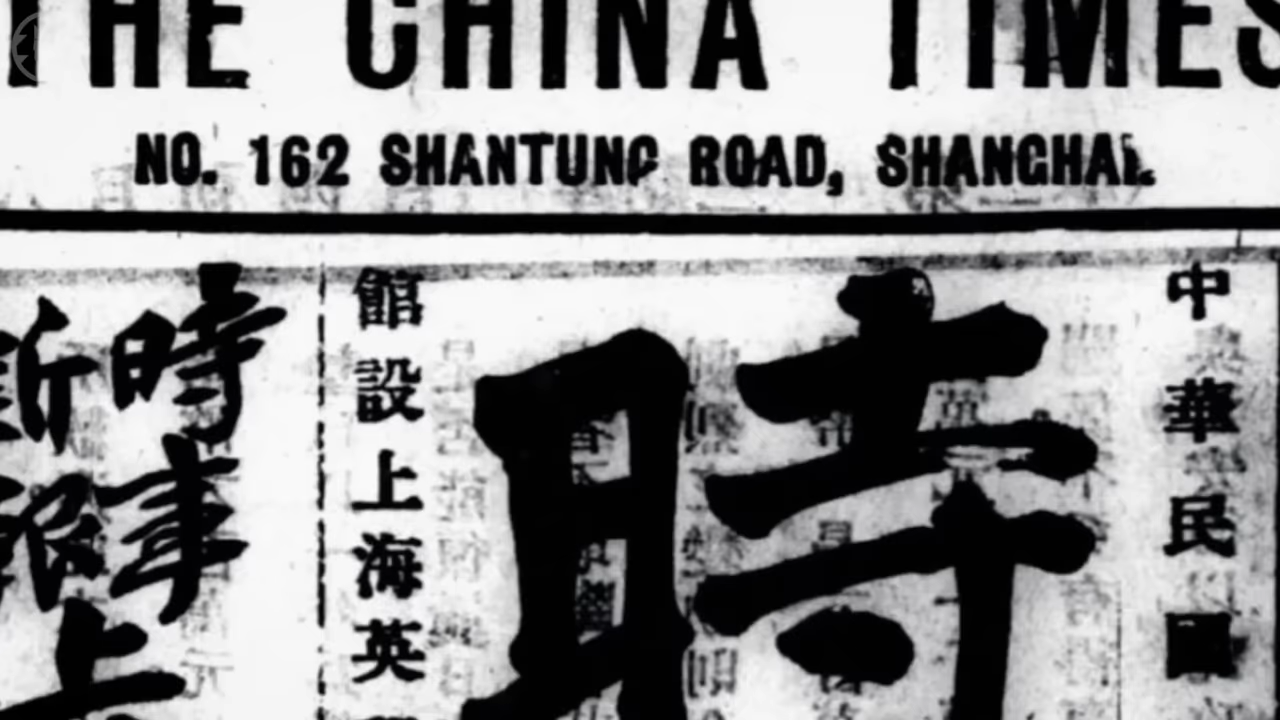 THE CHINA TIMES
NO. 162 SHANTUNG ROAD, SHANGHAI.
中華民國
時
館設上海英
時事
新報
上